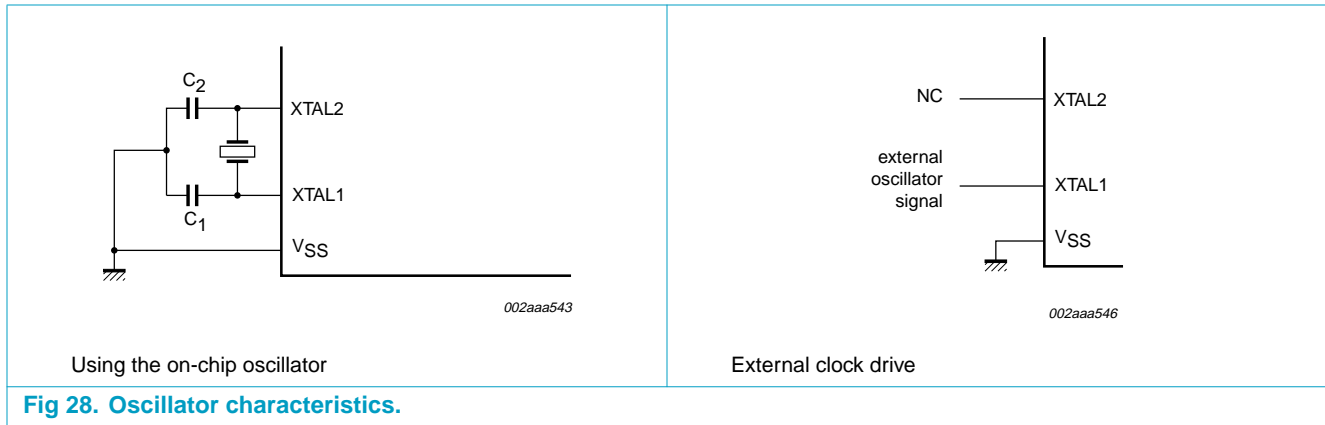 C2
XTAL2
XTAL1
C1
VSS
002aaa543
Using the on-chip oscillator
NC
XTAL2
external
oscillator
signal
XTAL1
VSS
002aaa546
External clock drive
Fig 28. Oscillator characteristics.